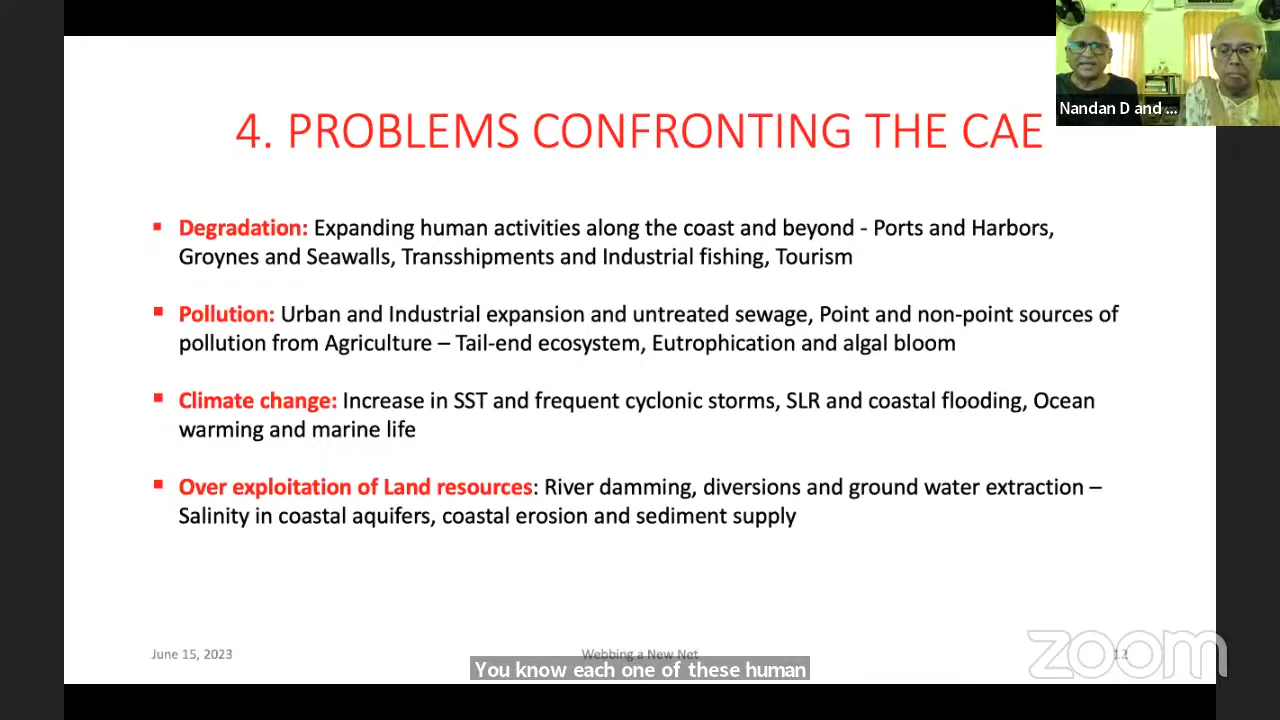 Nandan D and ...
4. PROBLEMS CONFRONTING THE CAE
▪ Degradation: Expanding human activities along the coast and beyond - Ports and Harbors,
Groynes and Seawalls, Transshipments and Industrial fishing, Tourism
▪ Pollution: Urban and Industrial expansion and untreated sewage, Point and non-point sources of
pollution from Agriculture – Tail-end ecosystem, Eutrophication and algal bloom
▪ Climate change: Increase in SST and frequent cyclonic storms, SLR and coastal flooding, Ocean
warming and marine life
▪ Over exploitation of Land resources: River damming, diversions and ground water extraction –
Salinity in coastal aquifers, coastal erosion and sediment supply
June 15, 2023
Webbing a New Net
12
zoom
You know each one of these human